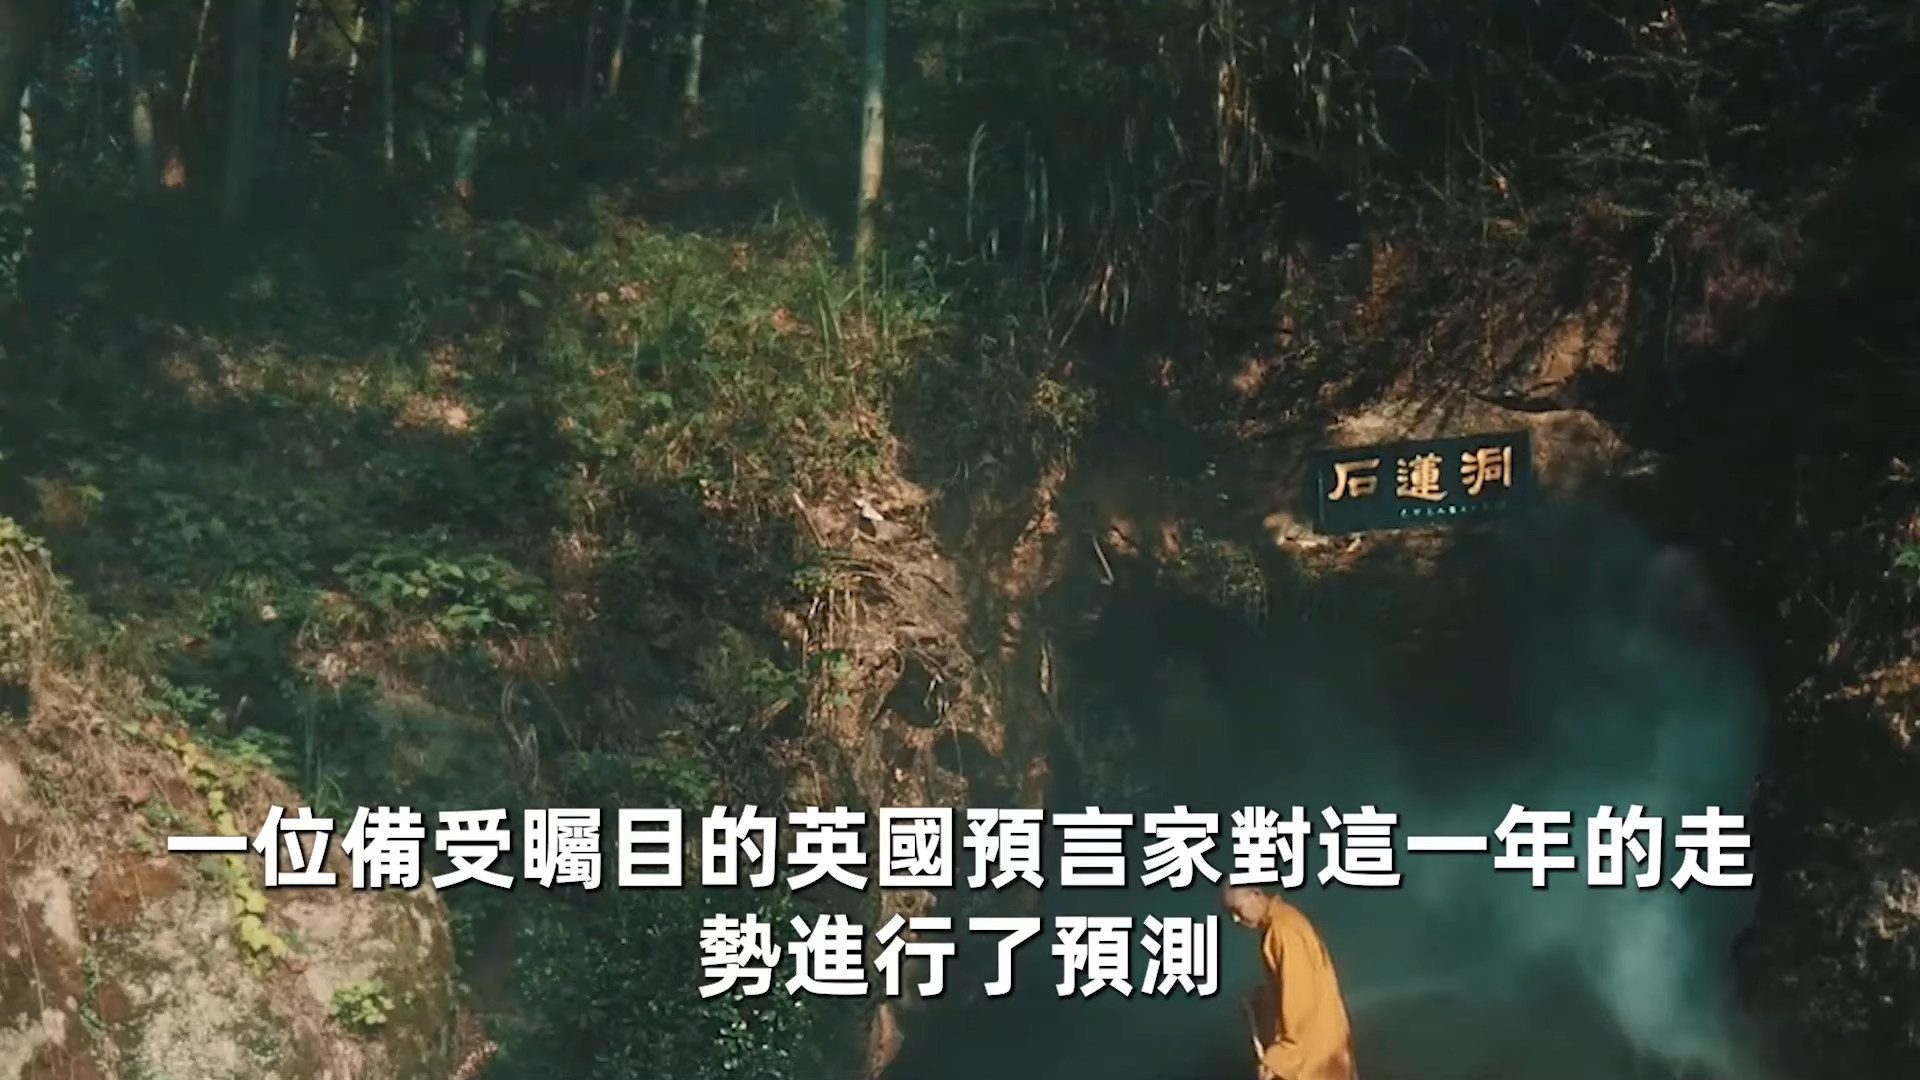 石蓮洞
一位備受矚目的英國預言家對這一年的走
勢進行了預測